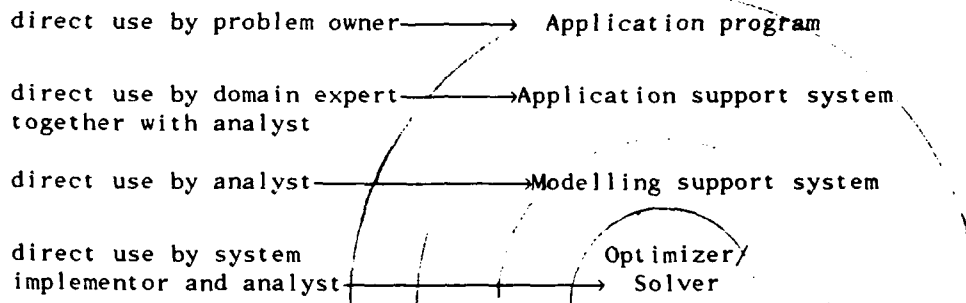 direct use by problem owner Application program
direct use by domain expert Application support system
together with analyst
direct use by analyst Modelling support system
direct use by system Optimizer/
implementor and analyst Solver